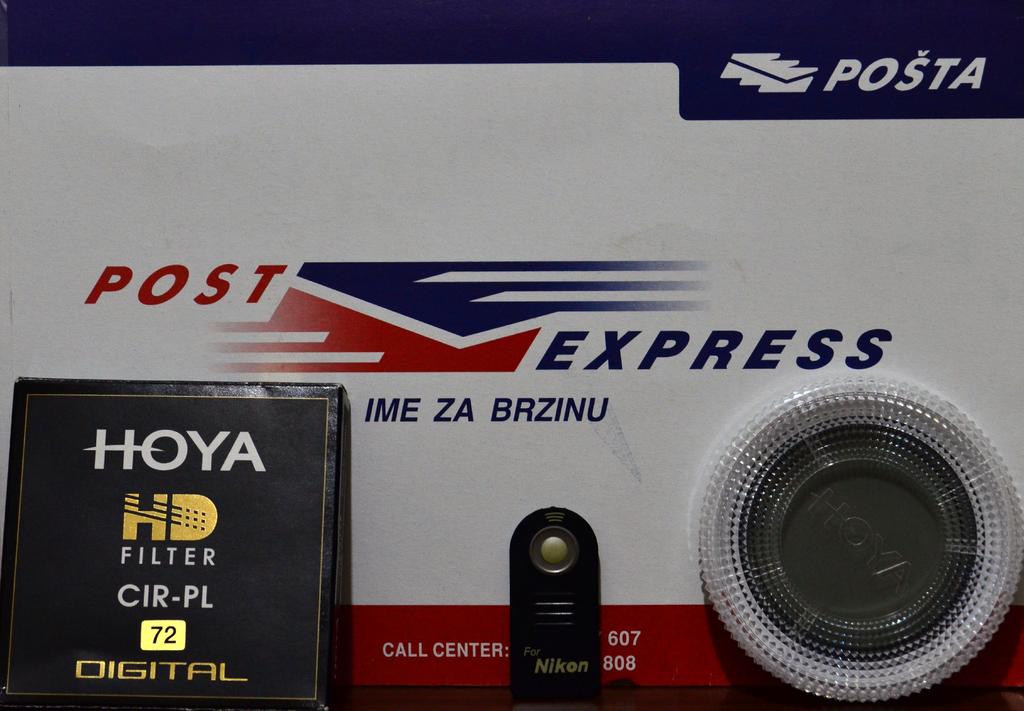 POŠTA
POST
EXPRESS
IME ZA BRZINU
HOYA
HD
FILTER
CIR-PL
72
DIGITAL
CALL CENTER: 607
808
For
Nikon
HOYA